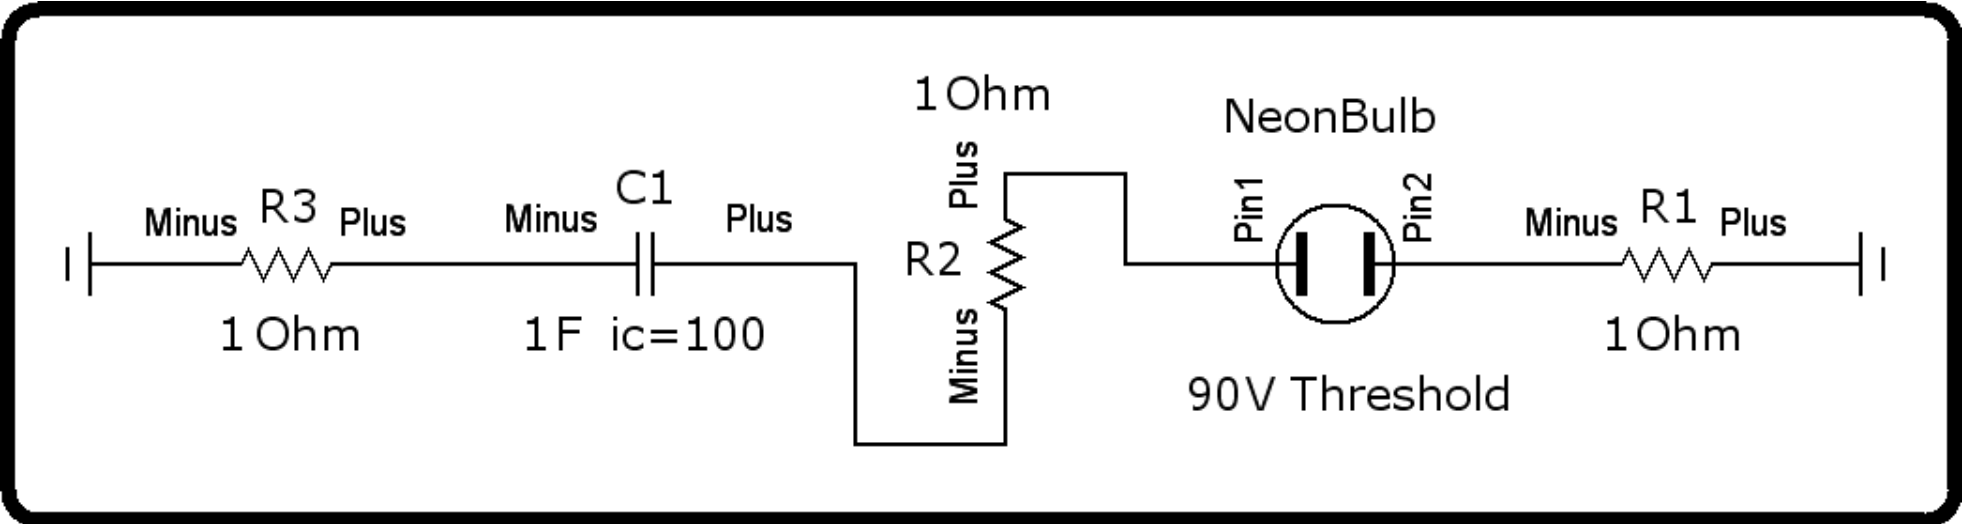 1Ohm
NeonBulb
Plus
Pin1
Pin2
C1
R3
R1
Minus
Plus
Minus
Plus
Minus
Plus
R2
Minus
1Ohm
1F ic=100
1Ohm
90V Threshold